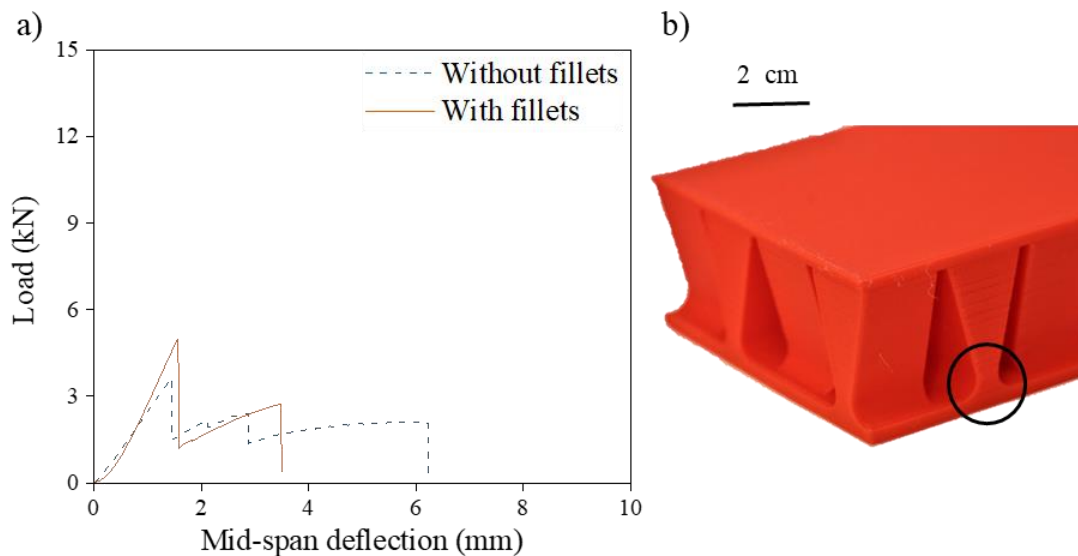 a)
b)
15
12
9
6
3
0
Load (kN)
Without fillets
With fillets
0
2
4
6
8
10
Mid-span deflection (mm)
2 cm